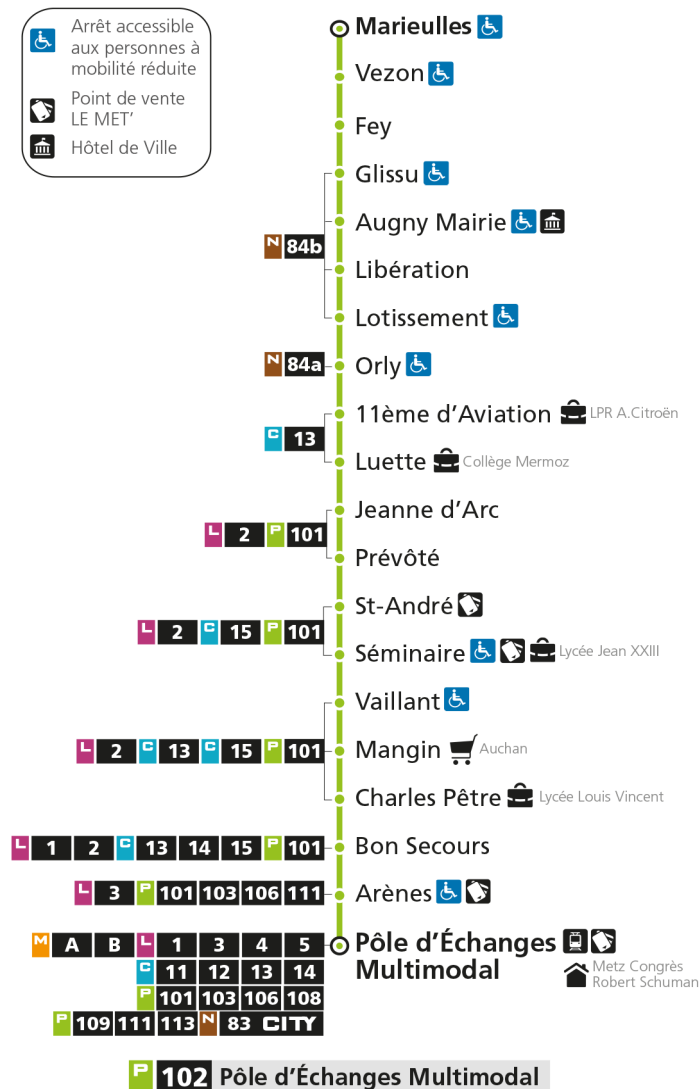 Arrêt accessible
aux personnes à
mobilité réduite
Point de vente
LE MET'
Hôtel de Ville
Marieulles
Vezon
Fey
Glissu
Augny Mairie
N 84b
Libération
Lotissement
N 84a Orly
11ème d'Aviation LPR A.Citroën
C 13
Luette Collège Mermoz
Jeanne d'Arc
L 2 P 101
Prévôté
St-André
L 2 C 15 P 101
Séminaire Lycée Jean XXIII
Vaillant
L 2 C 13 C 15 P 101 Mangin Auchan
Charles Pêtre Lycée Louis Vincent
L 1 2 C 13 14 15 P 101 Bon Secours
L 3 P 101 103 106 111 Arènes
M A B L 1 3 4 5 Pôle d'Échanges
Multimodal
Metz Congrès
Robert Schuman
C 11 12 13 14
P 101 103 106 108
P 109 111 113 N 83 CITY
P 102 Pôle d'Échanges Multimodal